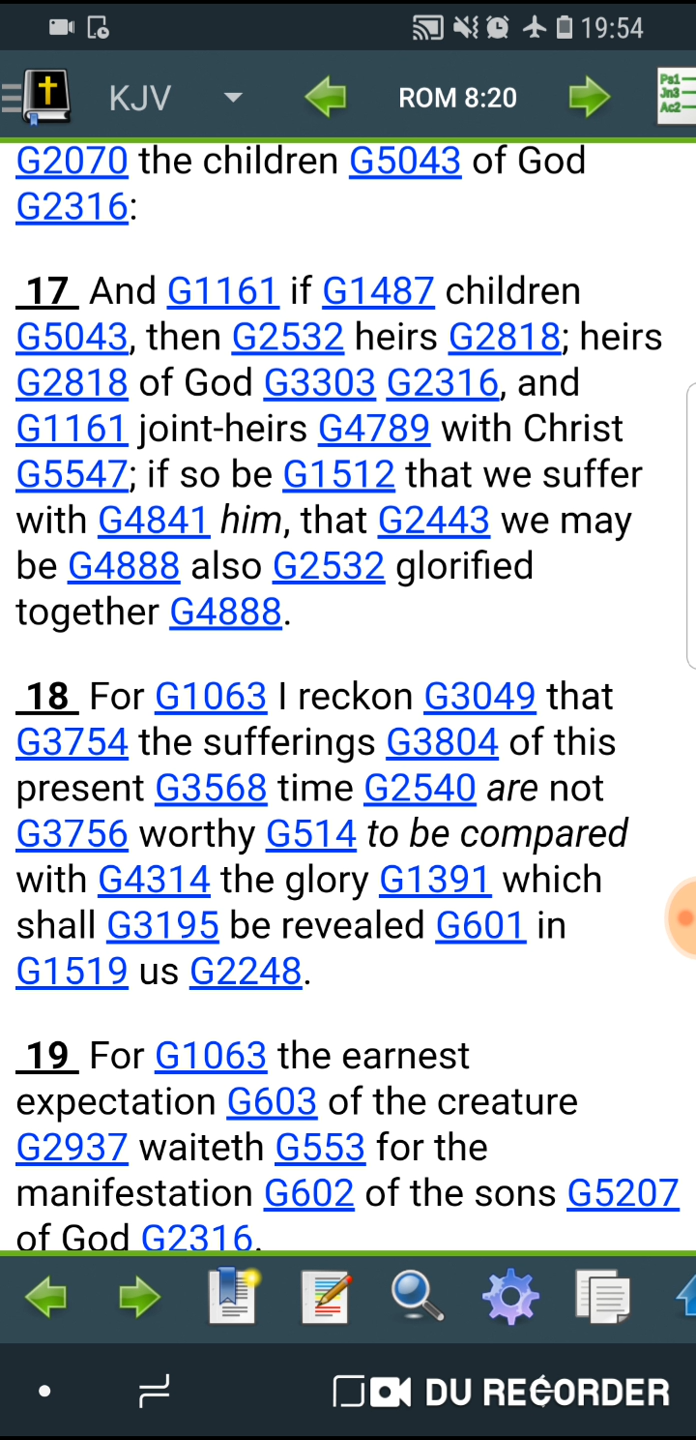 19:54
KJV
ROM 8:20
Ps1
Jn3
Ac2
G2070 the children G5043 of God
G2316:
17 And G1161 if G1487 children
G5043, then G2532 heirs G2818; heirs
G2818 of God G3303 G2316, and
G1161 joint-heirs G4789 with Christ
G5547; if so be G1512 that we suffer
with G4841 him, that G2443 we may
be G4888 also G2532 glorified
together G4888.
18 For G1063 I reckon G3049 that
G3754 the sufferings G3804 of this
present G3568 time G2540 are not
G3756 worthy G514 to be compared
with G4314 the glory G1391 which
shall G3195 be revealed G601 in
G1519 us G2248.
19 For G1063 the earnest
expectation G603 of the creature
G2937 waiteth G553 for the
manifestation G602 of the sons G5207
of God G2316.
DU RECORDER